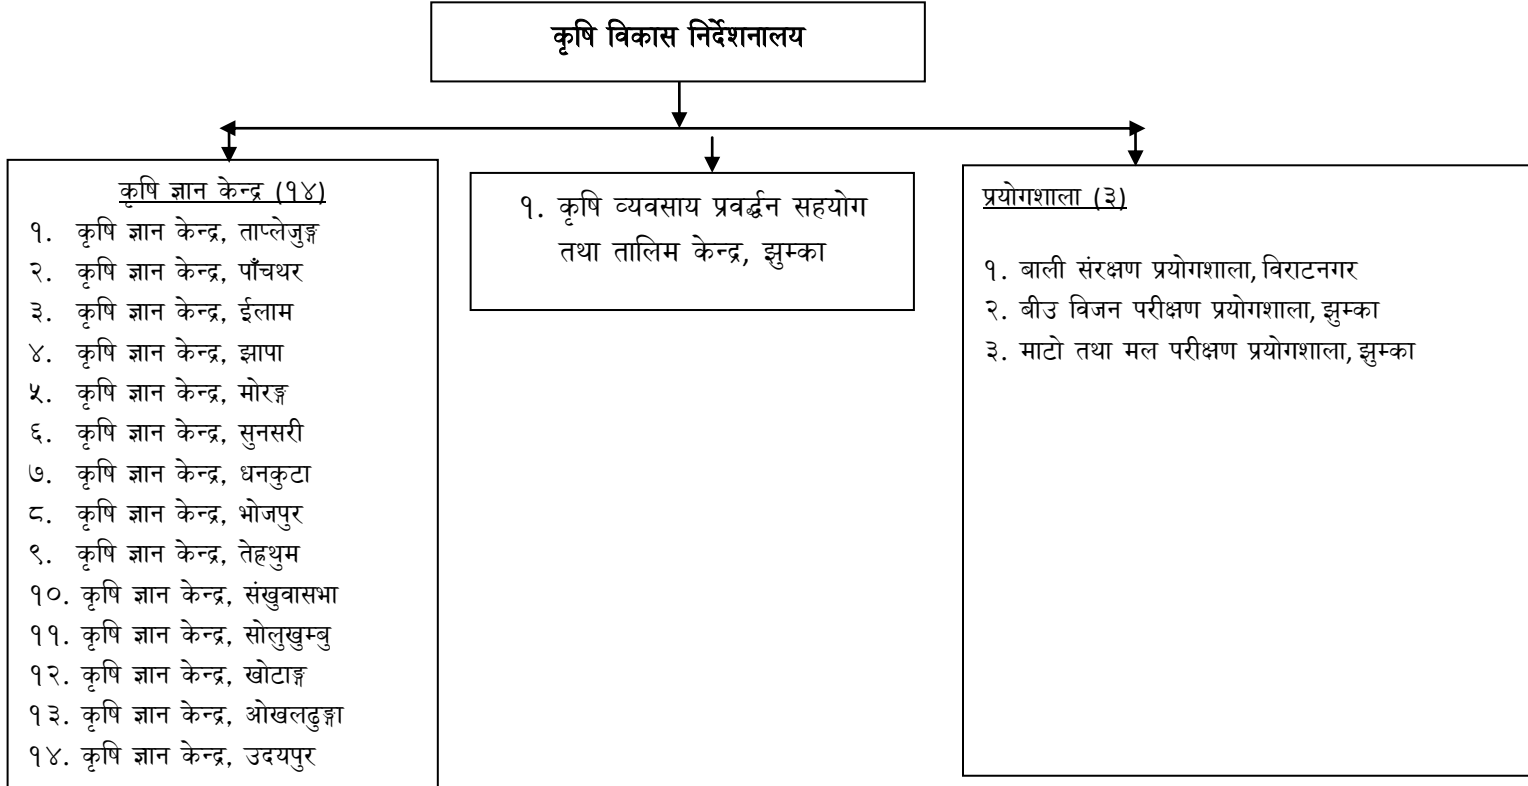 कृषि विकास निर्देशनालय
कृषि ज्ञान केन्द्र (१४)
१. कृषि ज्ञान केन्द्र, ताप्लेजुङ्ग
२. कृषि ज्ञान केन्द्र, पाँचथर
३. कृषि ज्ञान केन्द्र, ईलाम
४. कृषि ज्ञान केन्द्र, झापा
५. कृषि ज्ञान केन्द्र, मोरङ्ग
६. कृषि ज्ञान केन्द्र, सुनसरी
७. कृषि ज्ञान केन्द्र, धनकुटा
८. कृषि ज्ञान केन्द्र, भोजपुर
९. कृषि ज्ञान केन्द्र, तेह्रथुम
१०. कृषि ज्ञान केन्द्र, संखुवासभा
११. कृषि ज्ञान केन्द्र, सोलुखुम्बु
१२. कृषि ज्ञान केन्द्र, खोटाङ्ग
१३. कृषि ज्ञान केन्द्र, ओखलढुङ्गा
१४. कृषि ज्ञान केन्द्र, उदयपुर
१. कृषि व्यवसाय प्रवर्द्धन सहयोग
तथा तालिम केन्द्र, झुम्का
प्रयोगशाला (३)
१. बाली संरक्षण प्रयोगशाला, विराटनगर
२. बीउ विजन परीक्षण प्रयोगशाला, झुम्का
३. माटो तथा मल परीक्षण प्रयोगशाला, झुम्का